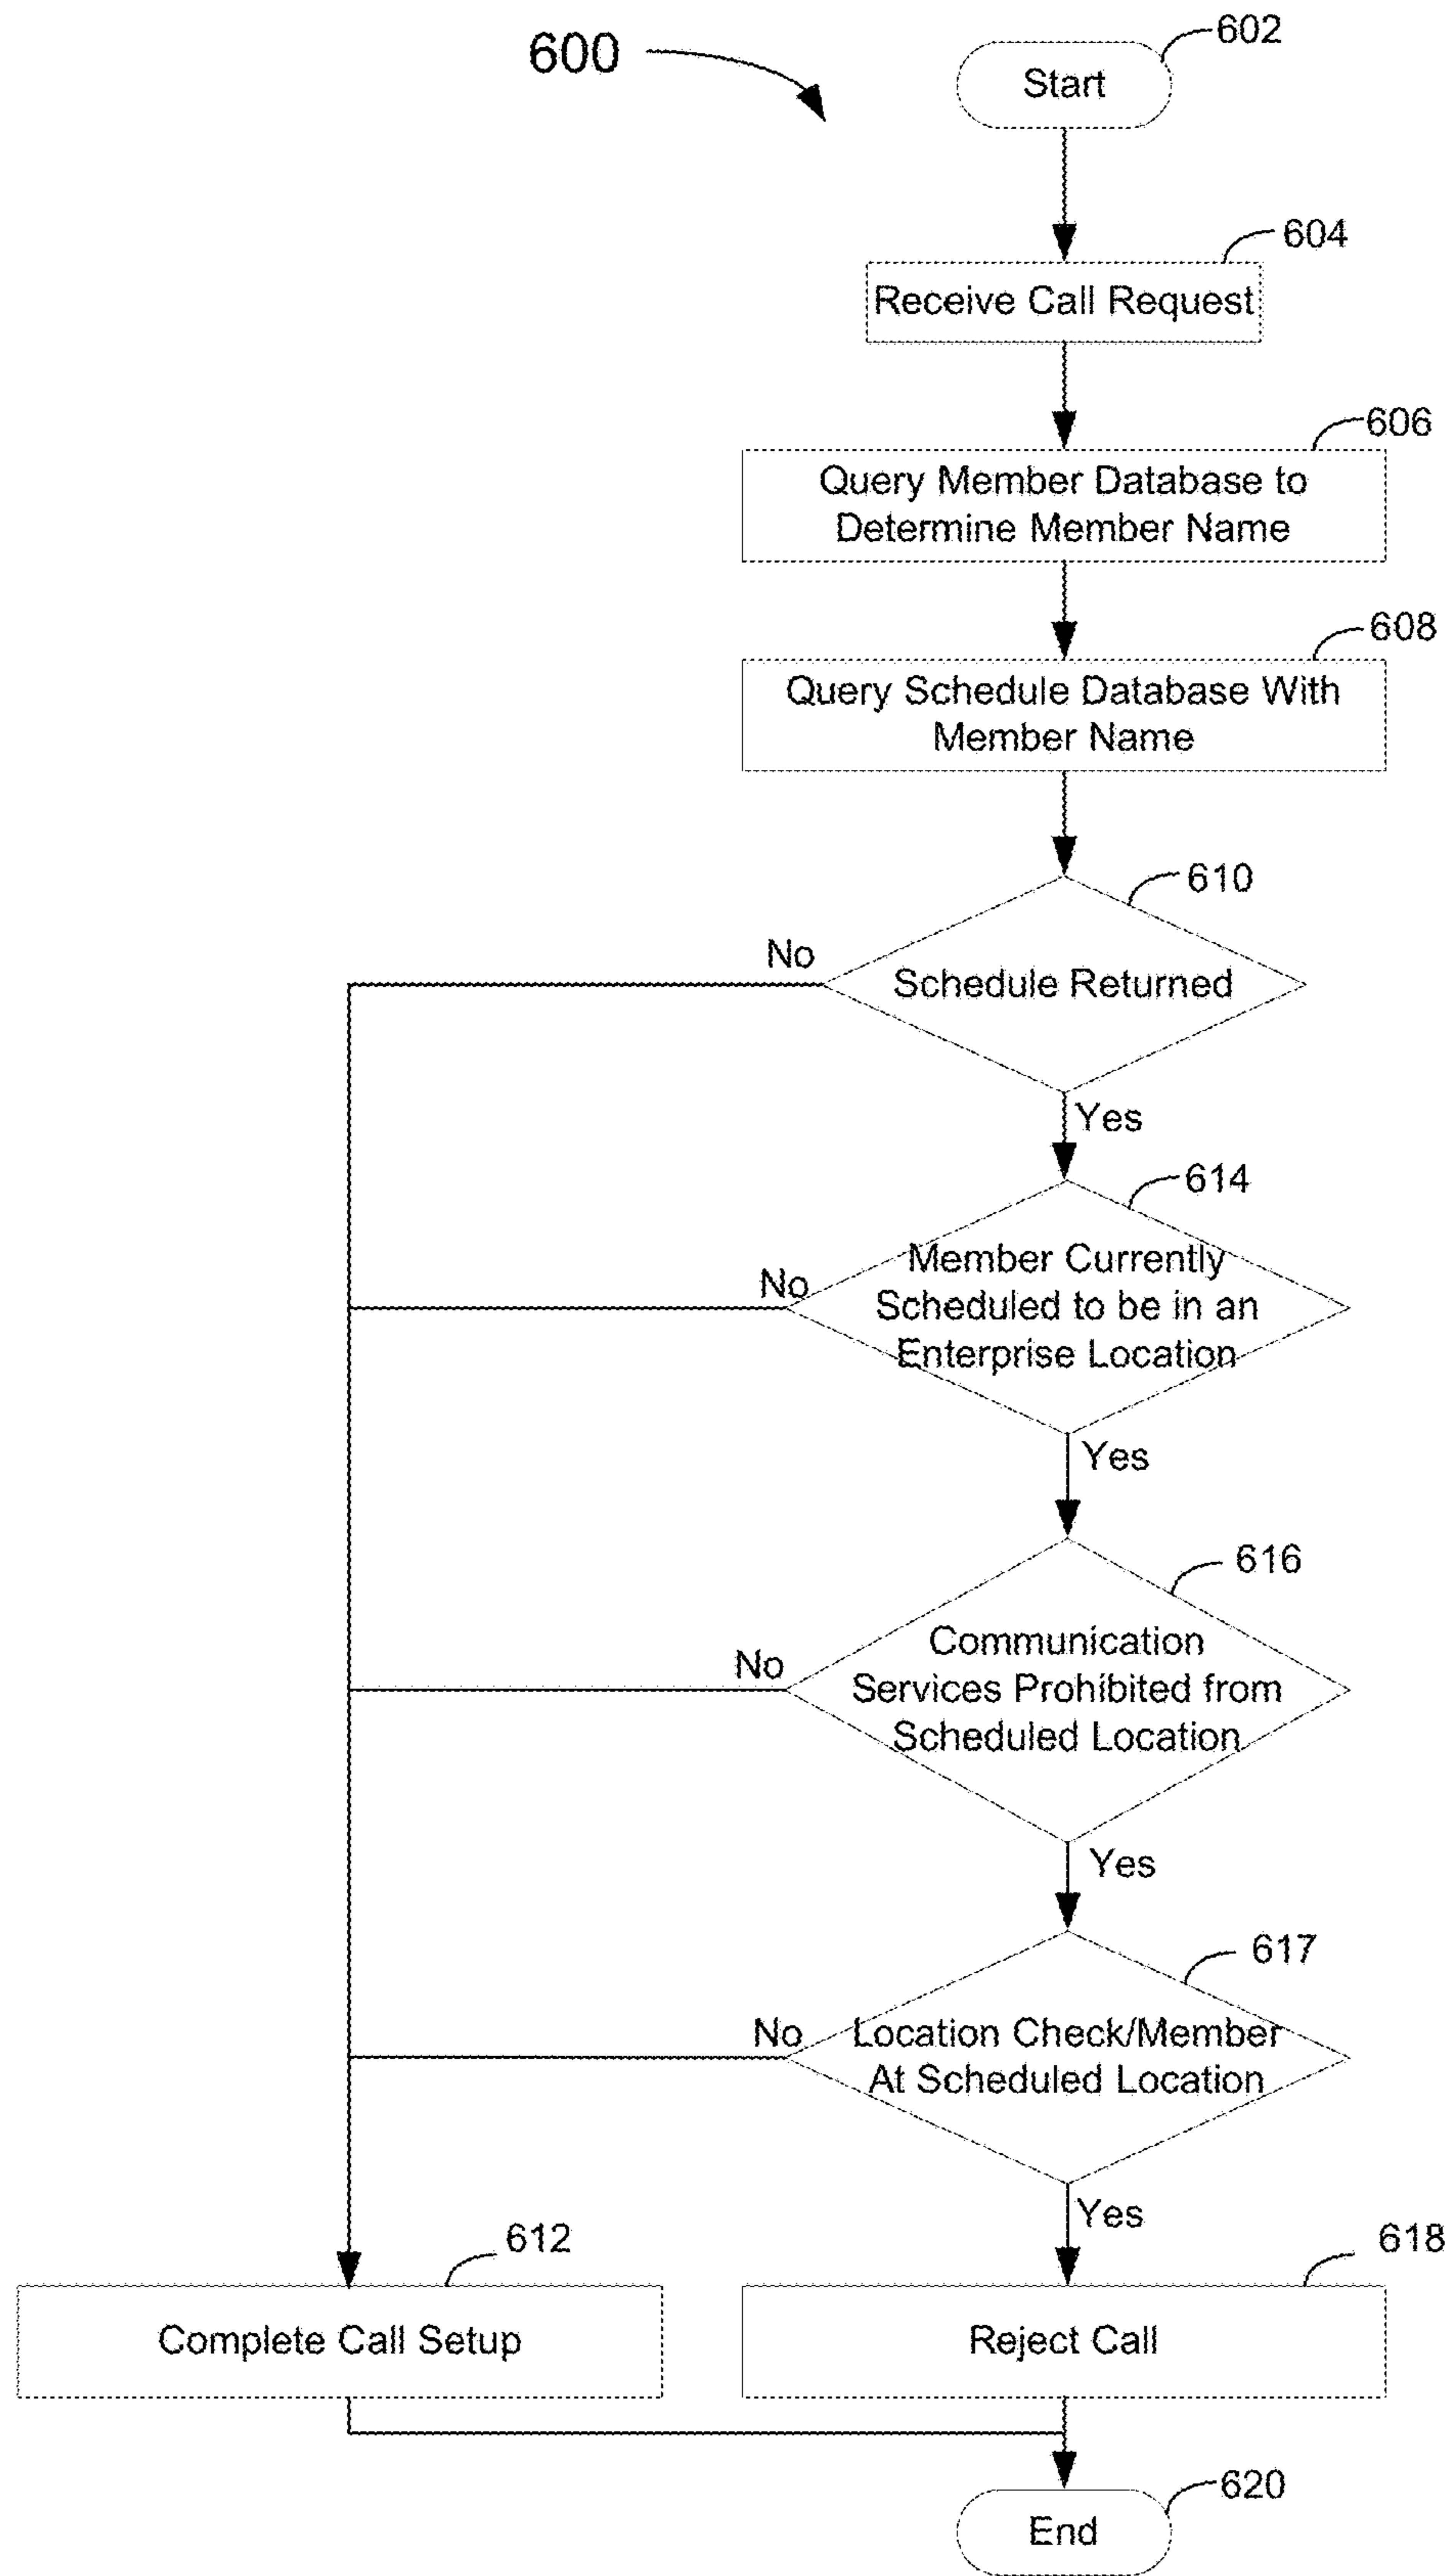 600
602
Start
604
Receive Call Request
606
Query Member Database to
Determine Member Name
608
Query Schedule Database With
Member Name
610
No
Schedule Returned
Yes
614
No
Member Currently
Scheduled to be in an
Enterprise Location
Yes
616
No
Communication
Services Prohibited from
Scheduled Location
Yes
617
No
Location Check/Member
At Scheduled Location
Yes
612
618
Complete Call Setup
Reject Call
620
End